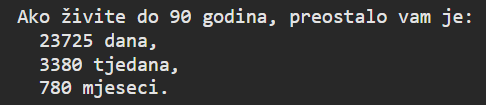 Ako živite do 90 godina, preostalo vam je:
23725 dana,
3380 tjedana,
780 mjeseci.